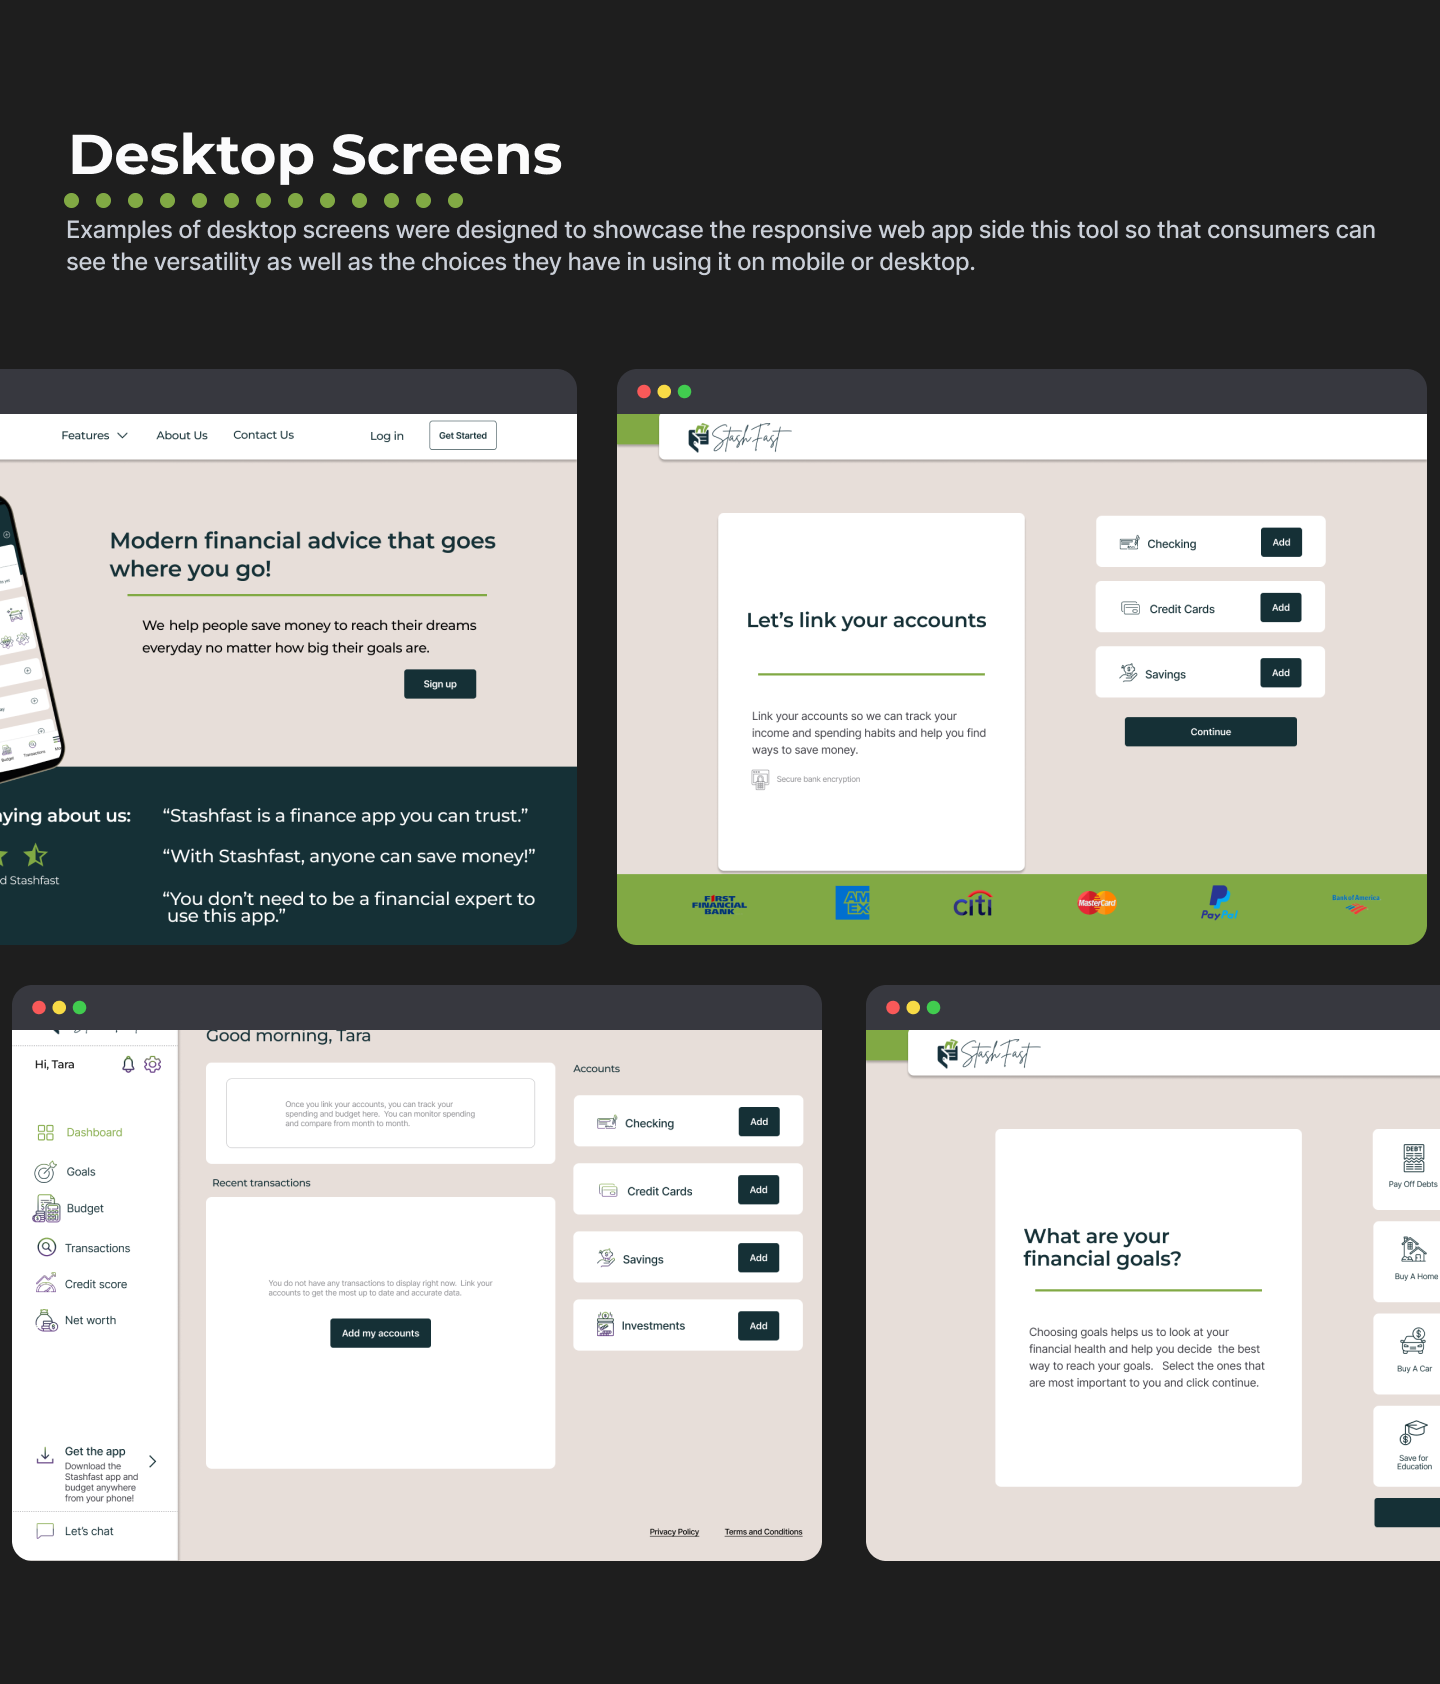 Desktop Screens
Examples of desktop screens were designed to showcase the responsive web app side this tool so that consumers can
see the versatility as well as the choices they have in using it on mobile or desktop.
Features
About Us
Contact Us
Log in
Get Started
Modern financial advice that goes
where you go!
We help people save money to reach their dreams
everyday no matter how big their goals are.
Sign up
Budget
Transactions
ying about us:
d Stashfast
“Stashfast is a finance app you can trust.”
“With Stashfast, anyone can save money!”
“You don’t need to be a financial expert to
use this app.”
StashFast
Let’s link your accounts
Link your accounts so we can track your
income and spending habits and help you find
ways to save money.
Secure bank encryption
Checking
Add
Credit Cards
Add
Savings
Add
Continue
FIRST
FINANCIAL
BANK
AM
EX
citi
MasterCard
PayPal
Bank of America
Good morning, Tara
Hi, Tara
Dashboard
Goals
Budget
Transactions
Credit score
Net worth
Get the app
Download the
Stashfast app and
budget anywhere
from your phone!
Let’s chat
Once you link your accounts, you can track your
spending and budget here. You can monitor spending
and compare from month to month.
Recent transactions
You do not have any transactions to display right now. Link your
accounts to get the most up to date and accurate data.
Add my accounts
Accounts
Checking
Add
Credit Cards
Add
Savings
Add
Investments
Add
Privacy Policy
Terms and Conditions
StashFast
What are your
financial goals?
Choosing goals helps us to look at your
financial health and help you decide the best
way to reach your goals. Select the ones that
are most important to you and click continue.
DEBT
Pay Off Debts
Buy A Home
Buy A Car
Save for
Education